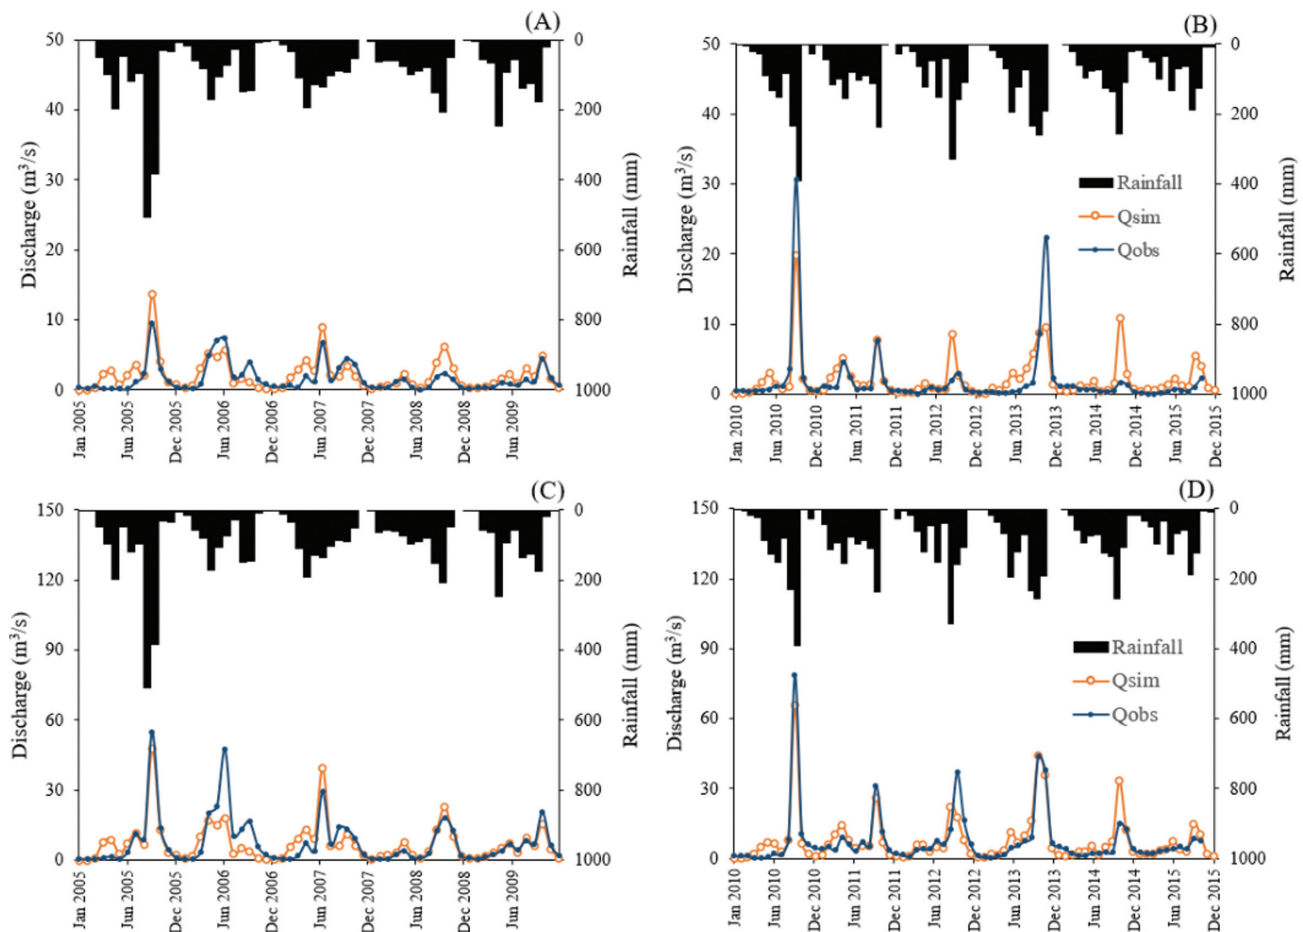 (A)
50
40
30
20
10
0
Discharge (m³/s)
0
200
400
600
800
1000
Rainfall (mm)
Jan 2005
Jun 2005
Dec 2005
Jun 2006
Dec 2006
Jun 2007
Dec 2007
Jun 2008
Dec 2008
Jun 2009
(B)
50
40
30
20
10
0
Discharge (m³/s)
0
200
400
600
800
1000
Rainfall (mm)
Rainfall
Qsim
Qobs
Jan 2010
Jun 2010
Dec 2010
Jun 2011
Dec 2011
Jun 2012
Dec 2012
Jun 2013
Dec 2013
Jun 2014
Dec 2014
Jun 2015
Dec 2015
(C)
150
120
90
60
30
0
Discharge (m³/s)
0
200
400
600
800
1000
Rainfall (mm)
Jan 2005
Jun 2005
Dec 2005
Jun 2006
Dec 2006
Jun 2007
Dec 2007
Jun 2008
Dec 2008
Jun 2009
(D)
150
120
90
60
30
0
Discharge (m³/s)
0
200
400
600
800
1000
Rainfall (mm)
Rainfall
Qsim
Qobs
Jan 2010
Jun 2010
Dec 2010
Jun 2011
Dec 2011
Jun 2012
Dec 2012
Jun 2013
Dec 2013
Jun 2014
Dec 2014
Jun 2015
Dec 2015